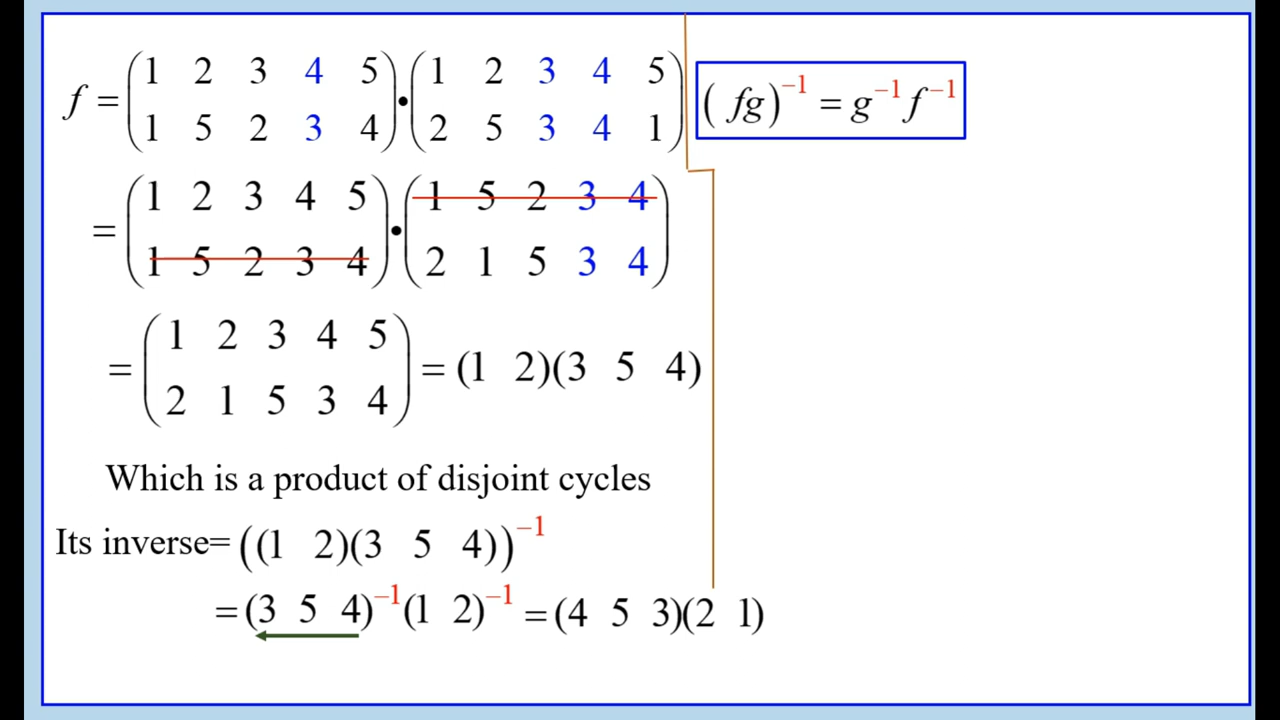 f = (1 2 3 4 5 / 1 5 2 3 4) • (1 2 3 4 5 / 2 5 3 4 1)
( fg )⁻¹ = g⁻¹ f⁻¹
= (1 2 3 4 5 / 1 5 2 3 4) • (1 5 2 3 4 / 2 1 5 3 4)
= (1 2 3 4 5 / 2 1 5 3 4) = (1 2)(3 5 4)
Which is a product of disjoint cycles
Its inverse= ((1 2)(3 5 4))⁻¹
= (3 5 4)⁻¹(1 2)⁻¹ = (4 5 3)(2 1)